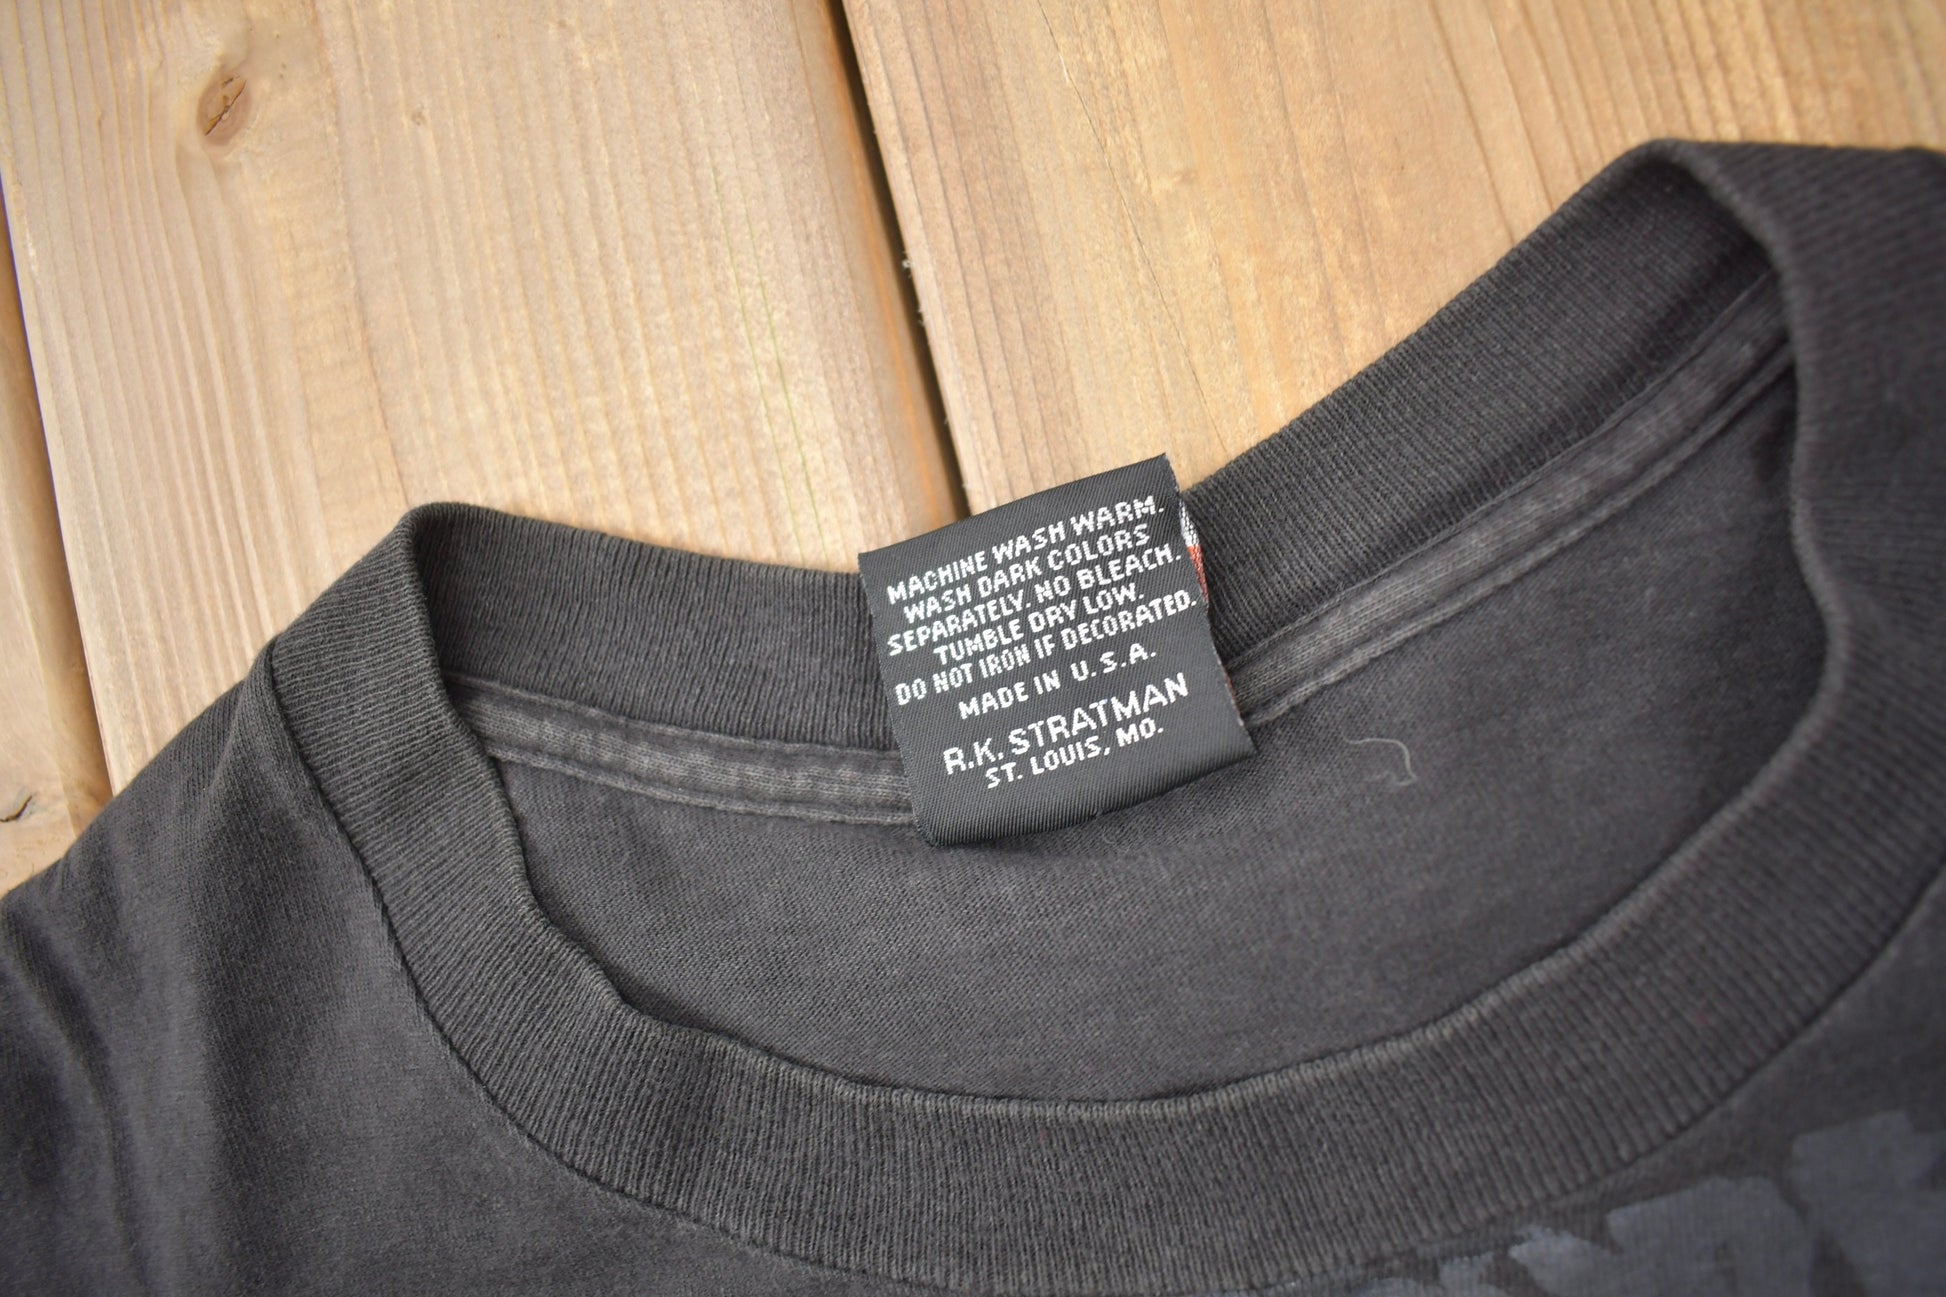 MACHINE WASH WARM.
WASH DARK COLORS
SEPARATELY. NO BLEACH.
TUMBLE DRY LOW.
DO NOT IRON IF DECORATED.
MADE IN U.S.A.
R.K. STRATMAN
ST. LOUIS, MO.